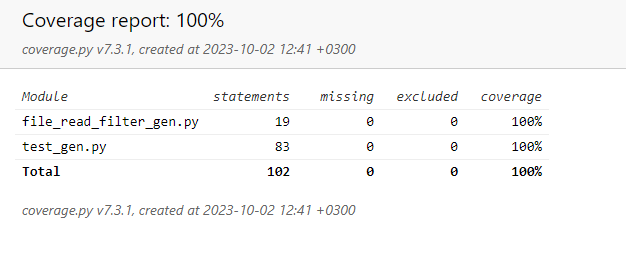 Coverage report: 100%
coverage.py v7.3.1, created at 2023-10-02 12:41 +0300
Module statements missing excluded coverage
file_read_filter_gen.py 19 0 0 100%
test_gen.py 83 0 0 100%
Total 102 0 0 100%
coverage.py v7.3.1, created at 2023-10-02 12:41 +0300